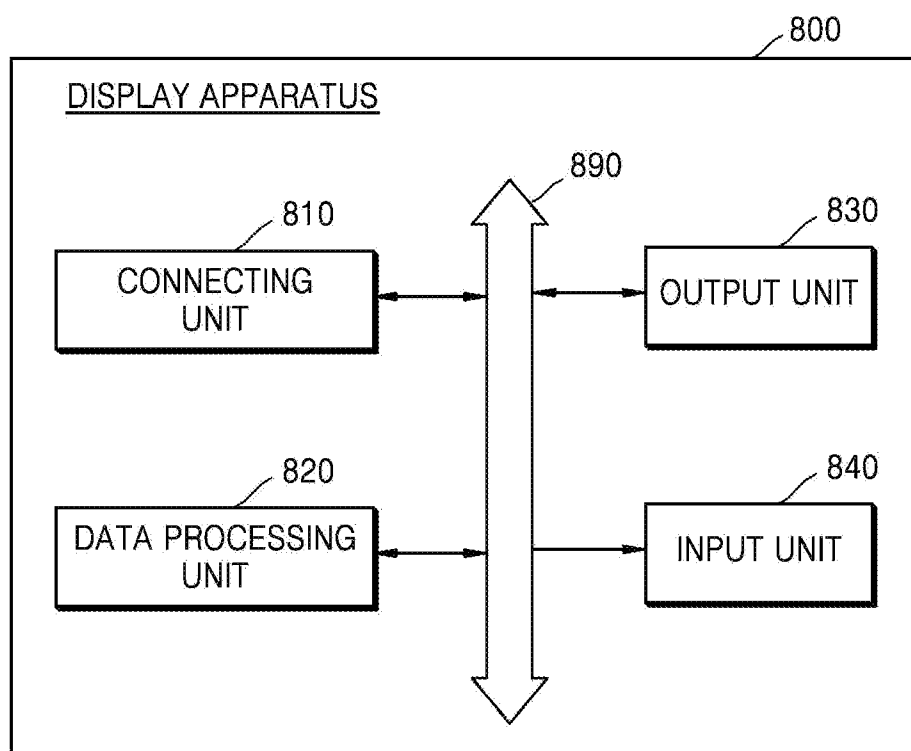 800
DISPLAY APPARATUS
890
810
830
CONNECTING
UNIT
OUTPUT UNIT
820
840
DATA PROCESSING
UNIT
INPUT UNIT